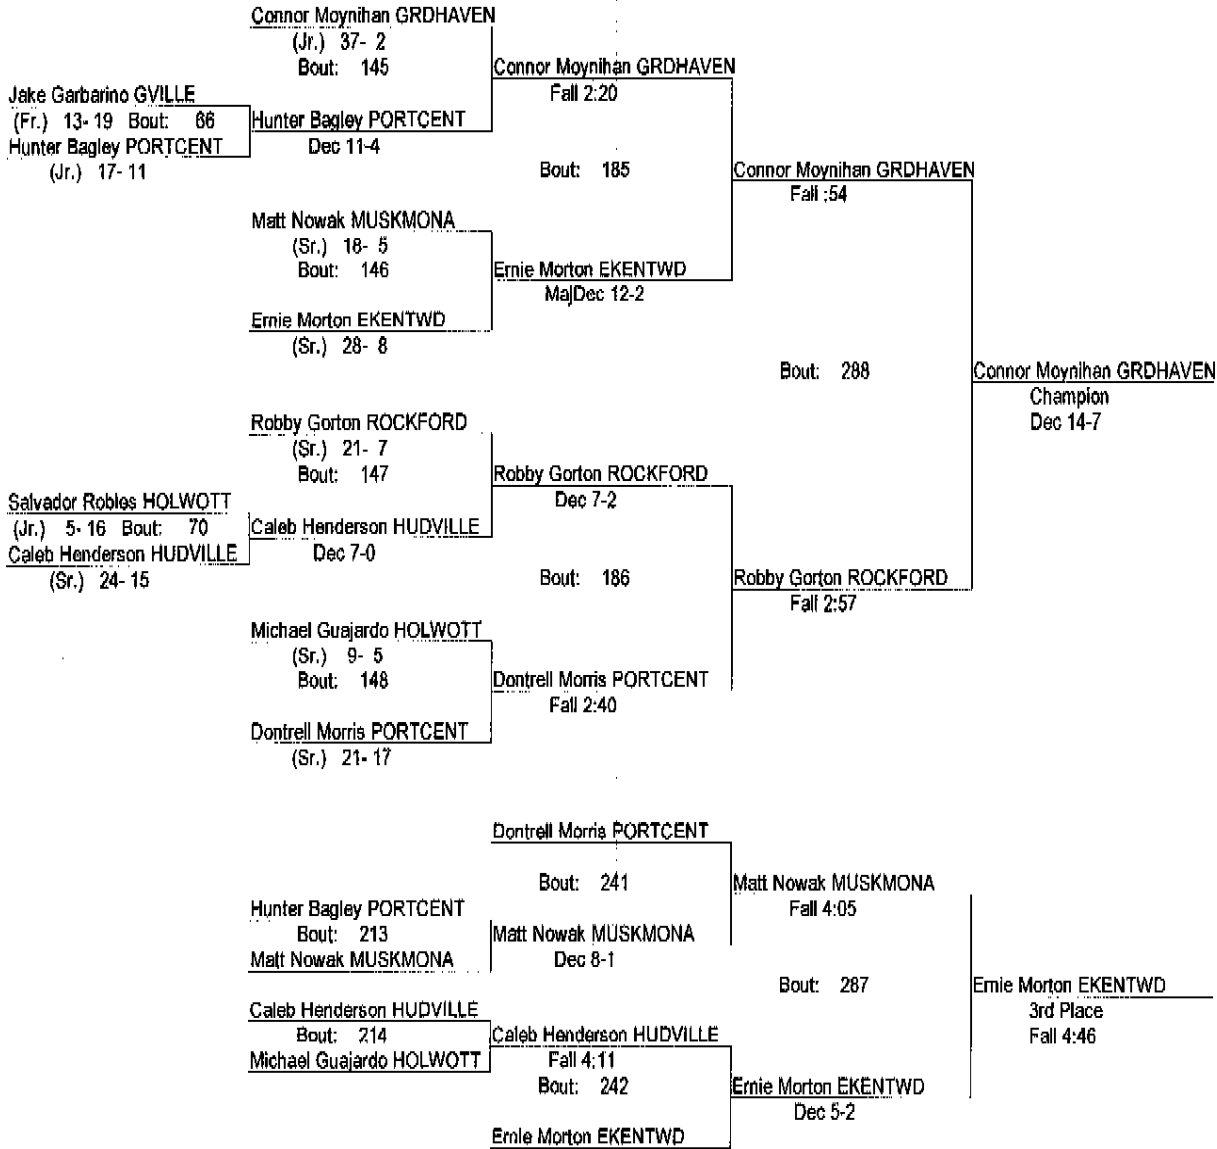 Connor Moynihan GRDHAVEN
(Jr.) 37- 2
Bout: 145
Connor Moynihan GRDHAVEN
Fall 2:20
Jake Garbarino GVILLE
(Fr.) 13- 19 Bout: 66
Hunter Bagley PORTCENT
(Jr.) 17- 11
Hunter Bagley PORTCENT
Dec 11-4
Bout: 185
Connor Moynihan GRDHAVEN
Fall :54
Matt Nowak MUSKMONA
(Sr.) 18- 5
Bout: 146
Ernie Morton EKENTWD
MajDec 12-2
Ernie Morton EKENTWD
(Sr.) 28- 8
Bout: 288
Connor Moynihan GRDHAVEN
Champion
Dec 14-7
Robby Gorton ROCKFORD
(Sr.) 21- 7
Bout: 147
Robby Gorton ROCKFORD
Dec 7-2
Salvador Robles HOLWOTT
(Jr.) 5- 16 Bout: 70
Caleb Henderson HUDVILLE
(Sr.) 24- 15
Caleb Henderson HUDVILLE
Dec 7-0
Bout: 186
Robby Gorton ROCKFORD
Fall 2:57
Michael Guajardo HOLWOTT
(Sr.) 9- 5
Bout: 148
Dontrell Morris PORTCENT
Fall 2:40
Dontrell Morris PORTCENT
(Sr.) 21- 17
Dontrell Morris PORTCENT
Bout: 241
Matt Nowak MUSKMONA
Fall 4:05
Hunter Bagley PORTCENT
Bout: 213
Matt Nowak MUSKMONA
Matt Nowak MUSKMONA
Dec 8-1
Bout: 287
Ernie Morton EKENTWD
3rd Place
Fall 4:46
Caleb Henderson HUDVILLE
Bout: 214
Michael Guajardo HOLWOTT
Caleb Henderson HUDVILLE
Fall 4:11
Bout: 242
Ernie Morton EKENTWD
Dec 5-2
Ernie Morton EKENTWD